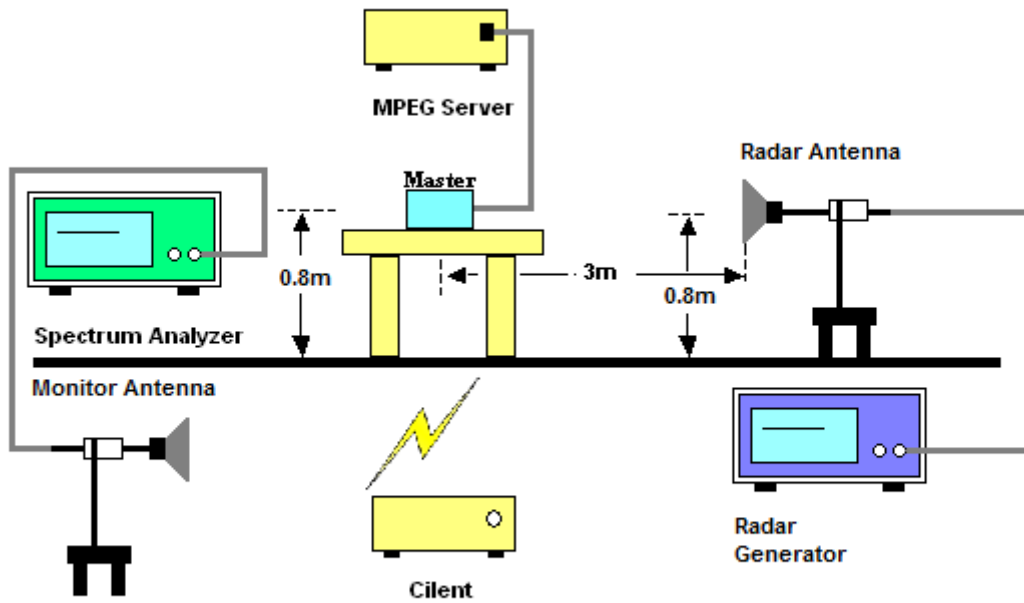 MPEG Server
Radar Antenna
Master
0.8m
3m
0.8m
Spectrum Analyzer
Monitor Antenna
Radar
Generator
Cilent